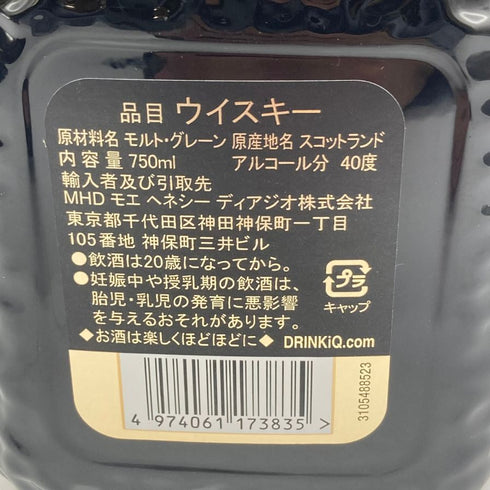 品目 ウイスキー
原材料名 モルト・グレーン 原産地名 スコットランド
内容量 750ml アルコール分 40度
輸入者及び引取先
MHD モエ ヘネシー ディアジオ株式会社
東京都千代田区神田神保町一丁目
105番地 神保町三井ビル
●飲酒は20歳になってから。
●妊娠中や授乳期の飲酒は、
胎児・乳児の発育に悪影響
を与えるおそれがあります。
プラ
キャップ
◆お酒は楽しくほどほどに◆ DRINKiQ.com
4 974061 173835 >
3105488523